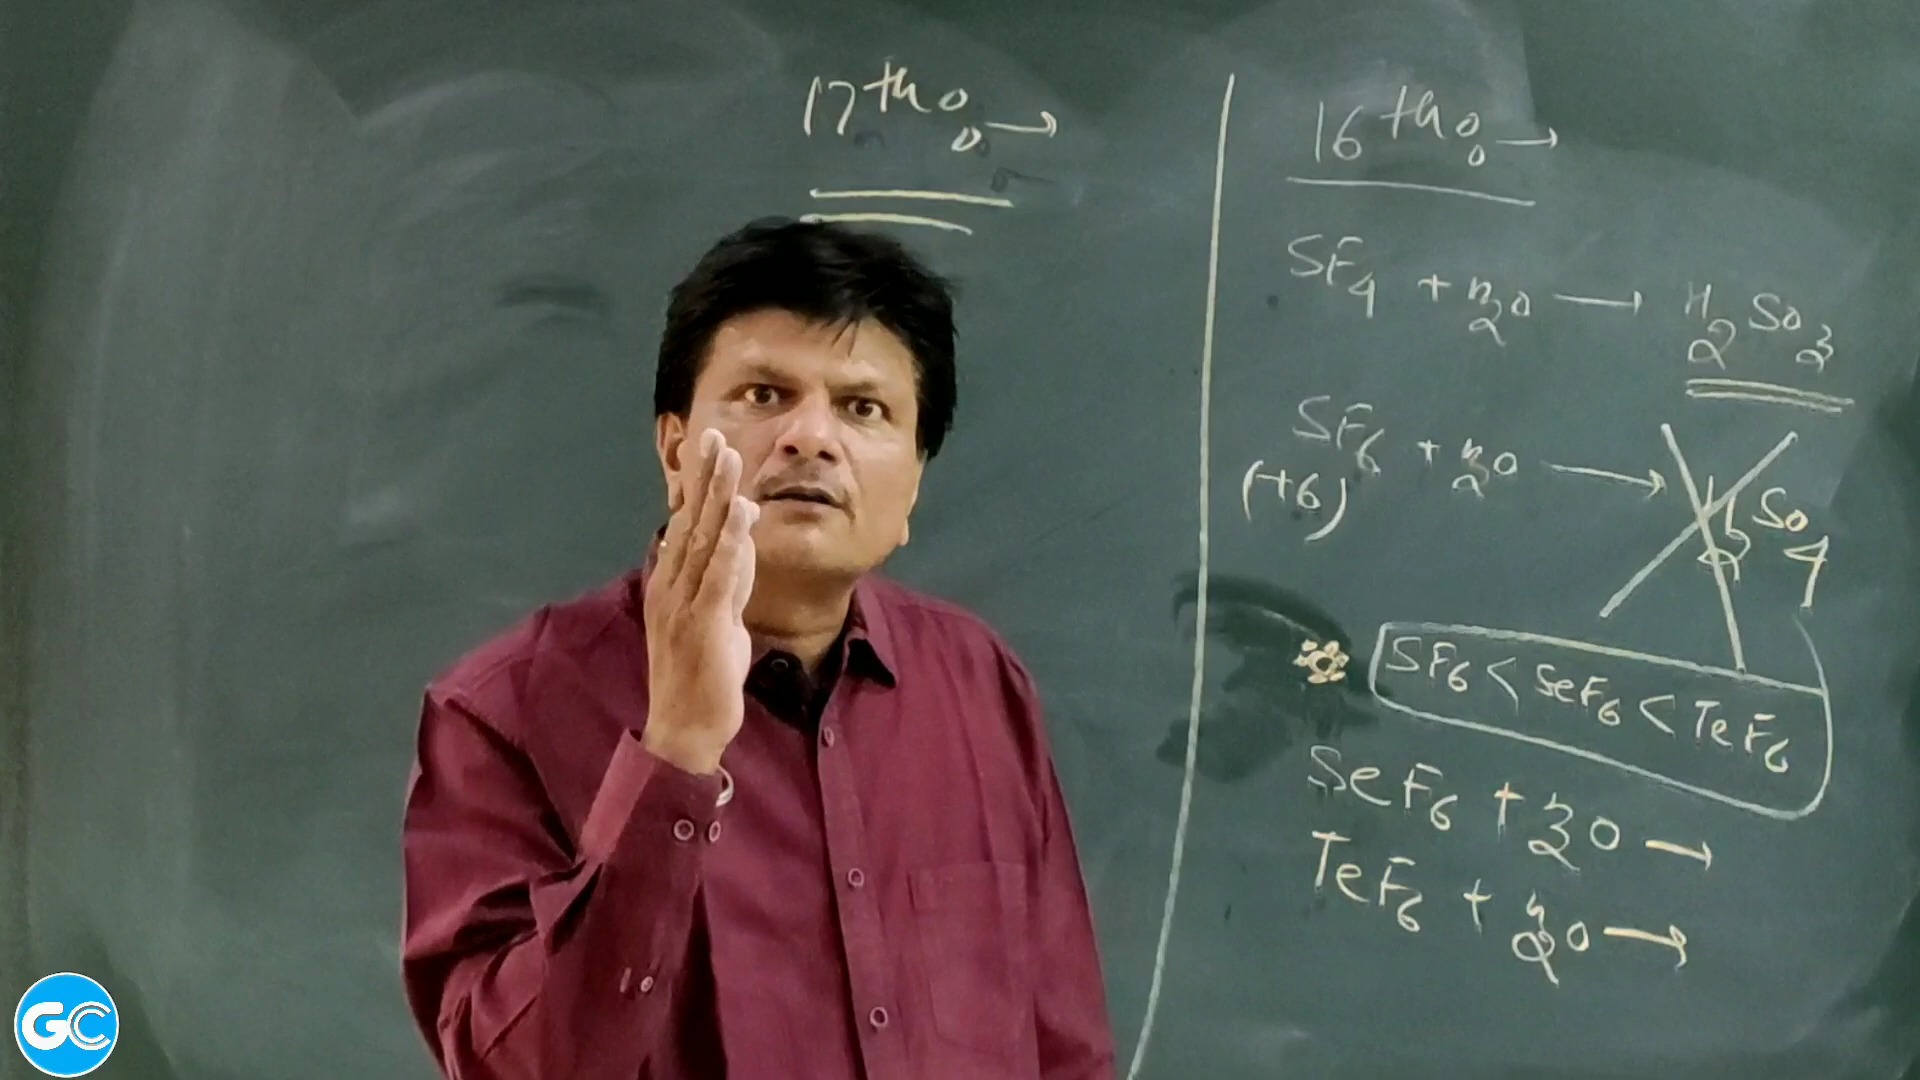 17th : →
16th : →
SF4 + H2O → H2SO3
SF6 + H2O → H2SO4
(+6)
SF6 < SeF6 < TeF6
SeF6 + H2O →
TeF6 + H2O →
GC